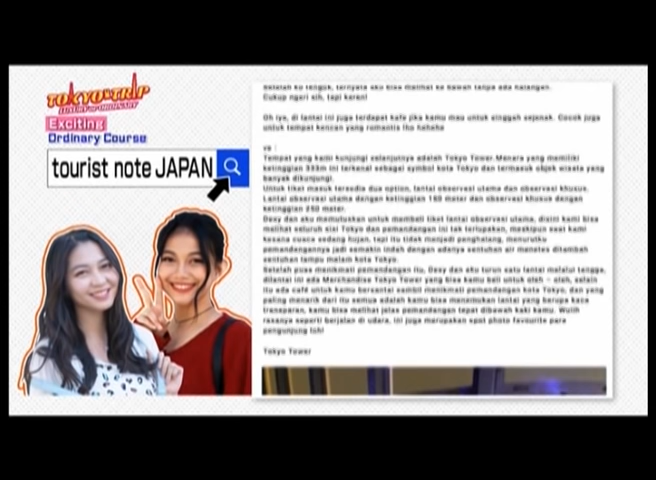 TOKYO TRIP
LUXURY OR ORDINARY
Exciting
Ordinary Course
tourist note JAPAN
Setelah ku tengok, ternyata aku bisa melihat ke bawah tanpa ada halangan.
Cukup ngeri sih, tapi keren!
Oh iya, di lantai ini juga terdapat kafe jika kamu mau untuk singgah sejenak. Cocok juga
untuk tempat kencan yang romantis lho hehehe
vs :
Tempat yang kami kunjungi selanjutnya adalah Tokyo Tower.Menara yang memiliki
ketinggian 333m ini terkenal sebagai symbol kota Tokyo dan termasuk objek wisata yang
banyak dikunjungi.
Untuk tiket masuk tersedia dua option, lantai observasi utama dan observasi khusus.
Lantai observasi utama dengan ketinggian 150 meter dan observasi khusus dengan
ketinggian 250 meter.
Desy dan aku memutuskan untuk membeli tiket lantai observasi utama, disini kami bisa
melihat seluruh sisi Tokyo dan pemandangan ini tak terlupakan, meskipun saat kami
kesana cuaca sedang hujan, tapi itu tidak menjadi penghalang, menurutku
pemandangannya jadi semakin indah dengan adanya sentuhan air menetes ditambah
sentuhan lampu malam kota Tokyo.
Setelah puas menikmati pemandangan itu, Desy dan aku turun satu lantai melalui tangga,
dilantai ini ada Merchandise Tokyo Tower yang bisa kamu beli untuk oleh – oleh, selain
itu ada café untuk kamu bersantai sambil menikmati pemandangan kota Tokyo, dan yang
paling menarik dari itu semua adalah kamu bisa menemukan lantai yang berupa kaca
transparan, kamu bisa melihat jelas pemandangan tepat dibawah kaki kamu. Wuiih
rasanya seperti berjalan di udara. Ini juga merupakan spot photo favourite para
pengunjung loh!
Tokyo Tower